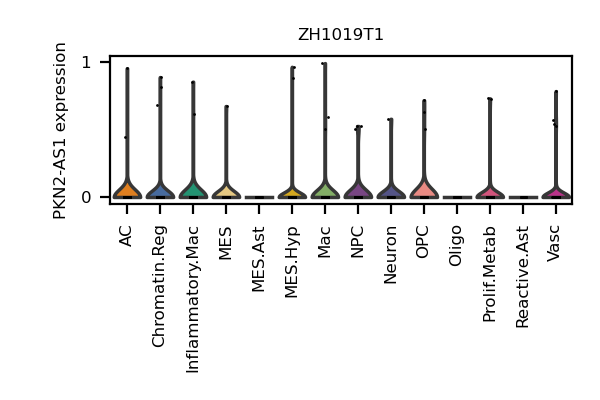 ZH1019T1
PKN2-AS1 expression
1
0
AC
Chromatin.Reg
Inflammatory.Mac
MES
MES.Ast
MES.Hyp
Mac
NPC
Neuron
OPC
Oligo
Prolif.Metab
Reactive.Ast
Vasc